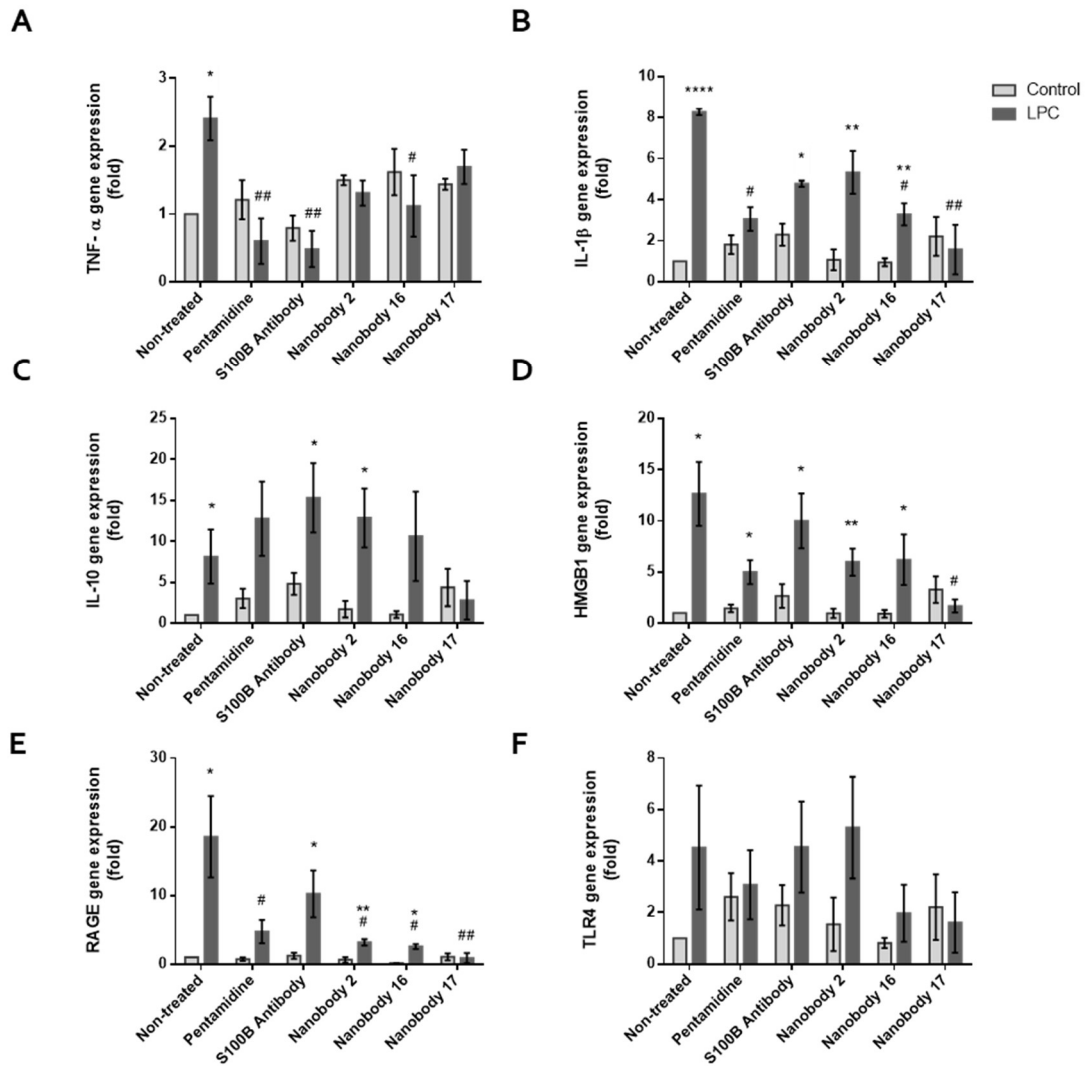 A
B
3
2
1
0
TNF- α gene expression
(fold)
*
##
##
#
Non-treated
Pentamidine
S100B Antibody
Nanobody 2
Nanobody 16
Nanobody 17
10
8
6
4
2
0
IL-1β gene expression
(fold)
****
#
*
**
**
#
##
Non-treated
Pentamidine
S100B Antibody
Nanobody 2
Nanobody 16
Nanobody 17
Control
LPC
C
D
25
20
15
10
5
0
IL-10 gene expression
(fold)
*
*
*
Non-treated
Pentamidine
S100B Antibody
Nanobody 2
Nanobody 16
Nanobody 17
20
15
10
5
0
HMGB1 gene expression
(fold)
*
*
*
**
*
#
Non-treated
Pentamidine
S100B Antibody
Nanobody 2
Nanobody 16
Nanobody 17
E
F
30
20
10
0
RAGE gene expression
(fold)
*
#
*
**
#
*
#
##
Non-treated
Pentamidine
S100B Antibody
Nanobody 2
Nanobody 16
Nanobody 17
8
6
4
2
0
TLR4 gene expression
(fold)
Non-treated
Pentamidine
S100B Antibody
Nanobody 2
Nanobody 16
Nanobody 17